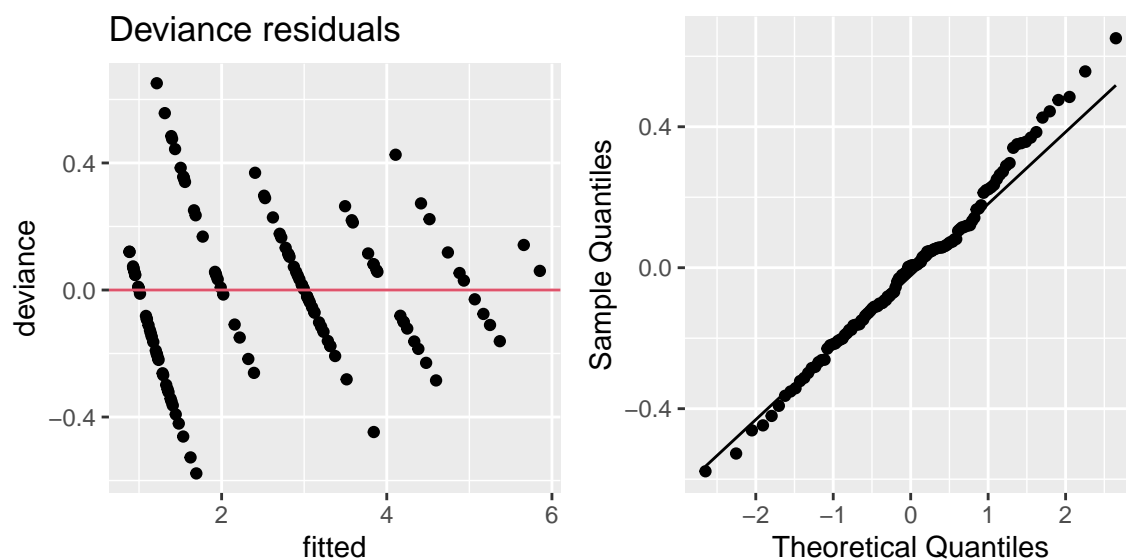 Deviance residuals
0.4
0.0
−0.4
deviance
2
4
6
fitted
0.4
0.0
−0.4
Sample Quantiles
−2
−1
0
1
2
Theoretical Quantiles